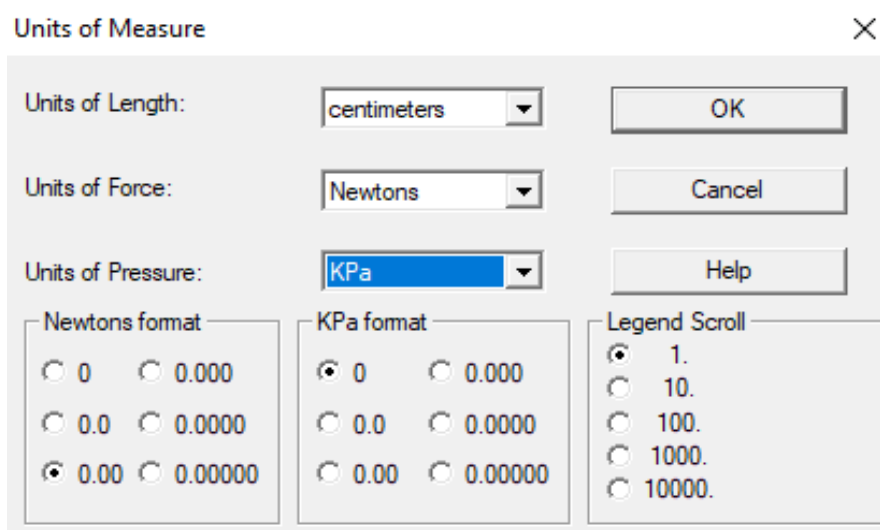 Units of Measure
Units of Length: centimeters OK
Units of Force: Newtons Cancel
Units of Pressure: KPa Help
Newtons format KPa format Legend Scroll
0 0.000 0 0.000 1.
0.0 0.0000 0.0 0.0000 10.
0.00 0.00000 0.00 0.00000 100.
1000.
10000.